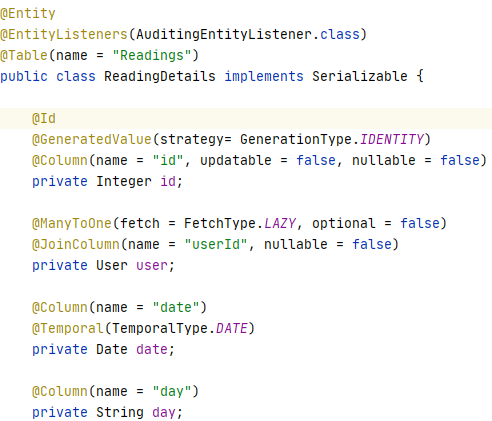 @Entity
@EntityListeners(AuditingEntityListener.class)
@Table(name = "Readings")
public class ReadingDetails implements Serializable {
@Id
@GeneratedValue(strategy= GenerationType.IDENTITY)
@Column(name = "id", updatable = false, nullable = false)
private Integer id;
@ManyToOne(fetch = FetchType.LAZY, optional = false)
@JoinColumn(name = "userId", nullable = false)
private User user;
@Column(name = "date")
@Temporal(TemporalType.DATE)
private Date date;
@Column(name = "day")
private String day;